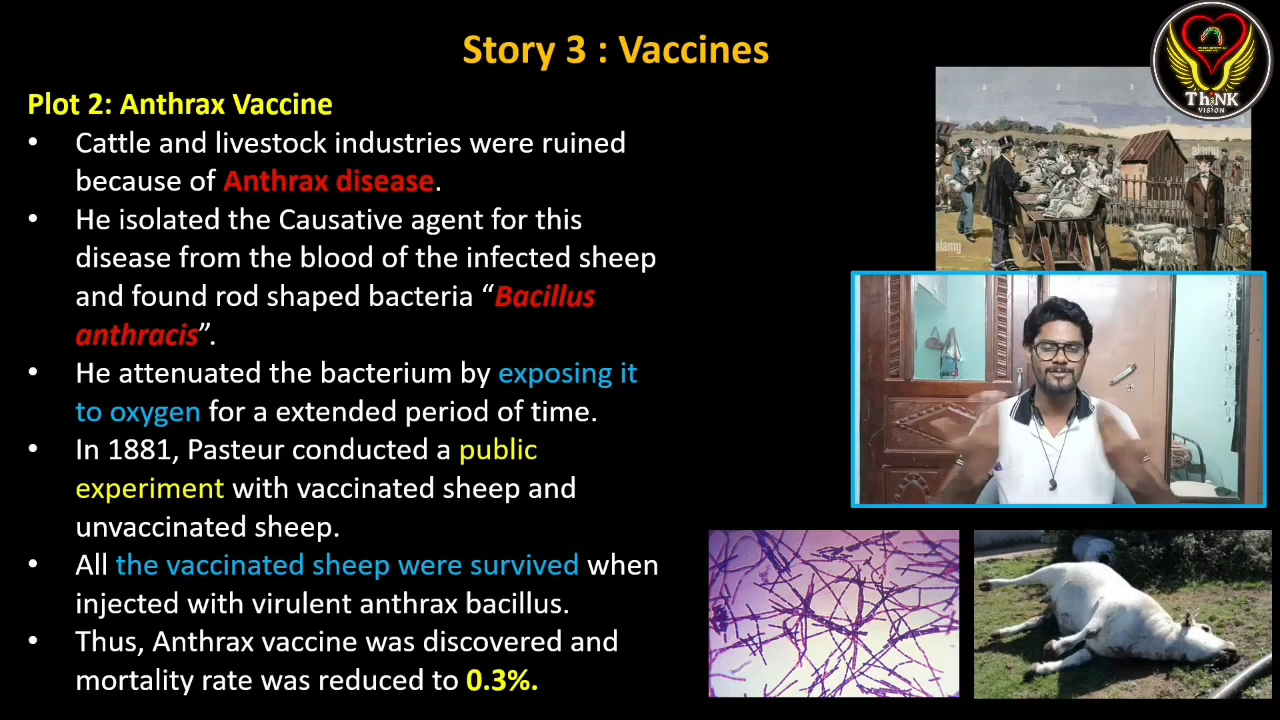 Story 3 : Vaccines
Plot 2: Anthrax Vaccine
• Cattle and livestock industries were ruined
because of Anthrax disease.
• He isolated the Causative agent for this
disease from the blood of the infected sheep
and found rod shaped bacteria “Bacillus
anthracis”.
• He attenuated the bacterium by exposing it
to oxygen for a extended period of time.
• In 1881, Pasteur conducted a public
experiment with vaccinated sheep and
unvaccinated sheep.
• All the vaccinated sheep were survived when
injected with virulent anthrax bacillus.
• Thus, Anthrax vaccine was discovered and
mortality rate was reduced to 0.3%.
ThiNK
VISION
a a a
alamy alamy
alamy